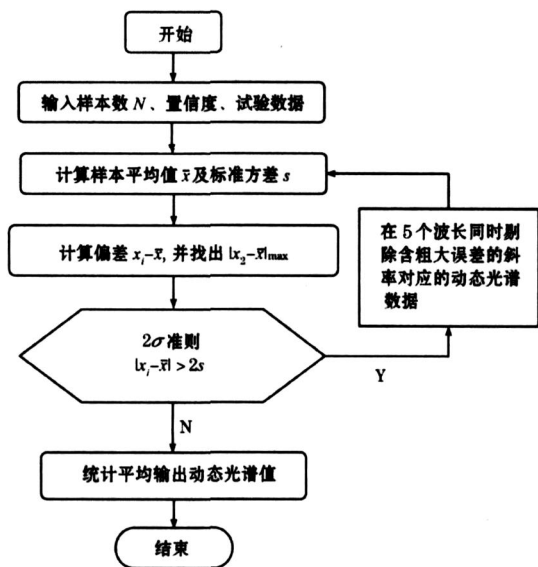 开始
输入样本数 N、置信度、试验数据
计算样本平均值 x̄ 及标准方差 s
计算偏差 xᵢ-x̄, 并找出 |x₂-x̄|max
2σ 准则
|xᵢ-x̄| > 2s
Y
在 5 个波长同时剔
除含粗大误差的斜
率对应的动态光谱
数据
N
统计平均输出动态光谱值
结束